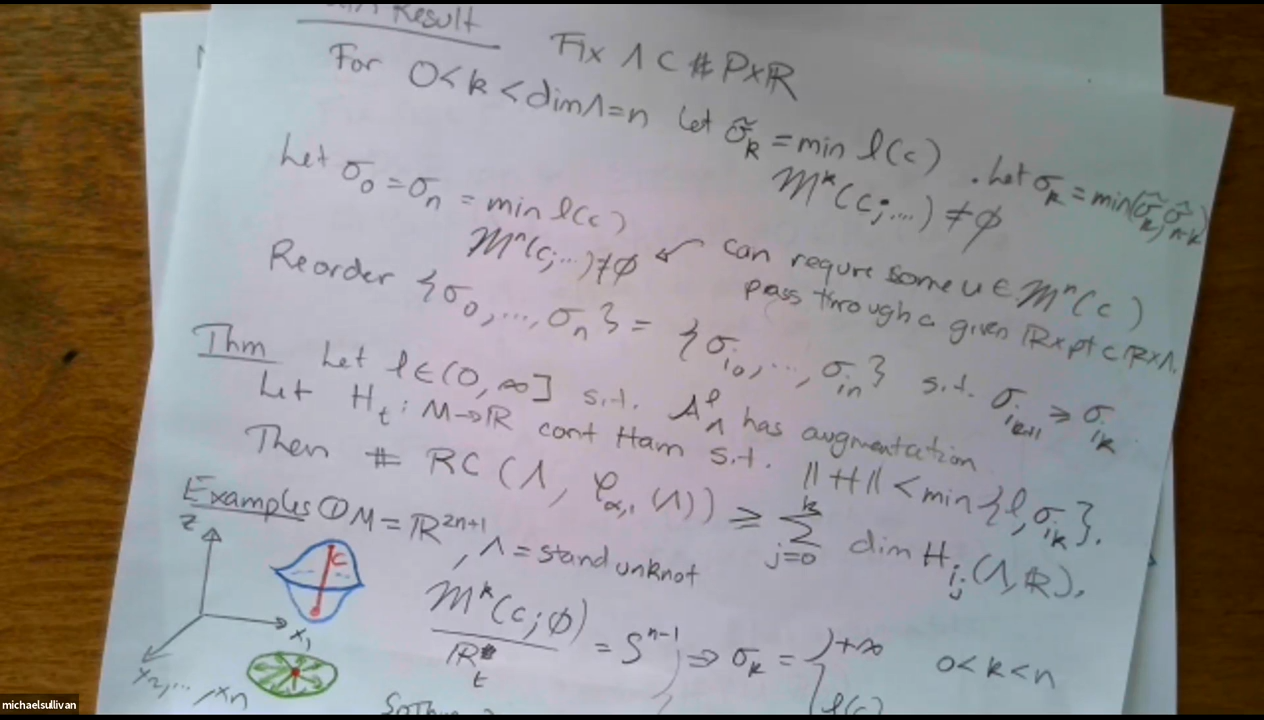 Result
Fix Λ ⊂ # P×ℝ
For 0<k<dimΛ=n Let σ̃_k = min l(c) . Let σ_k = min(σ̃_k, σ̃_{n-k})
M^k(c;...) ≠ ∅
Let σ_0 = σ_n = min l(c)
M^n(c;...) ≠ ∅ ↙ can requre some u ∈ M^n(c)
pass through a given ℝ×pt ⊂ ℝ×Λ.
Reorder {σ_0,...,σ_n} = {σ_{i_0},...,σ_{i_n}} s.t. σ_{i_{k+1}} ≥ σ_{i_k}
Thm Let l∈(0,∞] s.t. A^l_Λ has augmentation
Let H_t : M→ℝ cont Ham s.t. ||H|| < min{l, σ_{i_k}}.
Then # RC (Λ, φ_{α,1}(Λ)) ≥ Σ_{j=0}^k dim H_{i_j}(Λ,ℝ).
Examples ① M=ℝ^{2n+1}, Λ = stand unknot
z
c
x_1
x_2,...,x_n
M^k(c;∅)/ℝ_t = S^{n-1}, ⇒ σ_k = { +∞ 0<k<n
l(c)
michaelsullivan